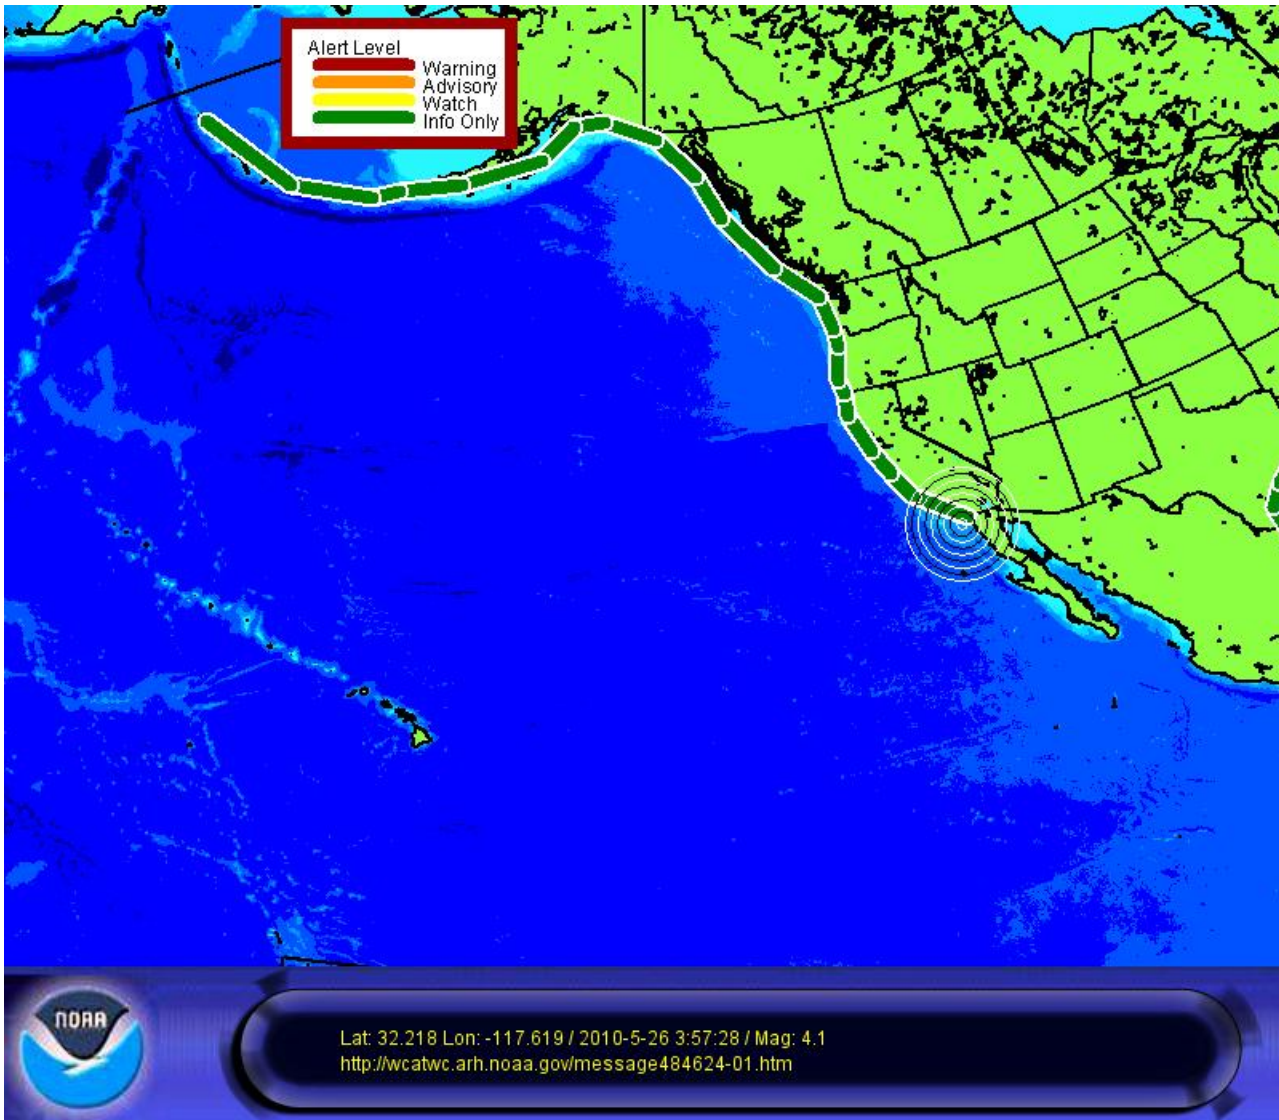 Alert Level
Warning
Advisory
Watch
Info Only
NOAA
Lat: 32.218 Lon: -117.619 / 2010-5-26 3:57:28 / Mag: 4.1
http://wcatwc.arh.noaa.gov/message484624-01.htm